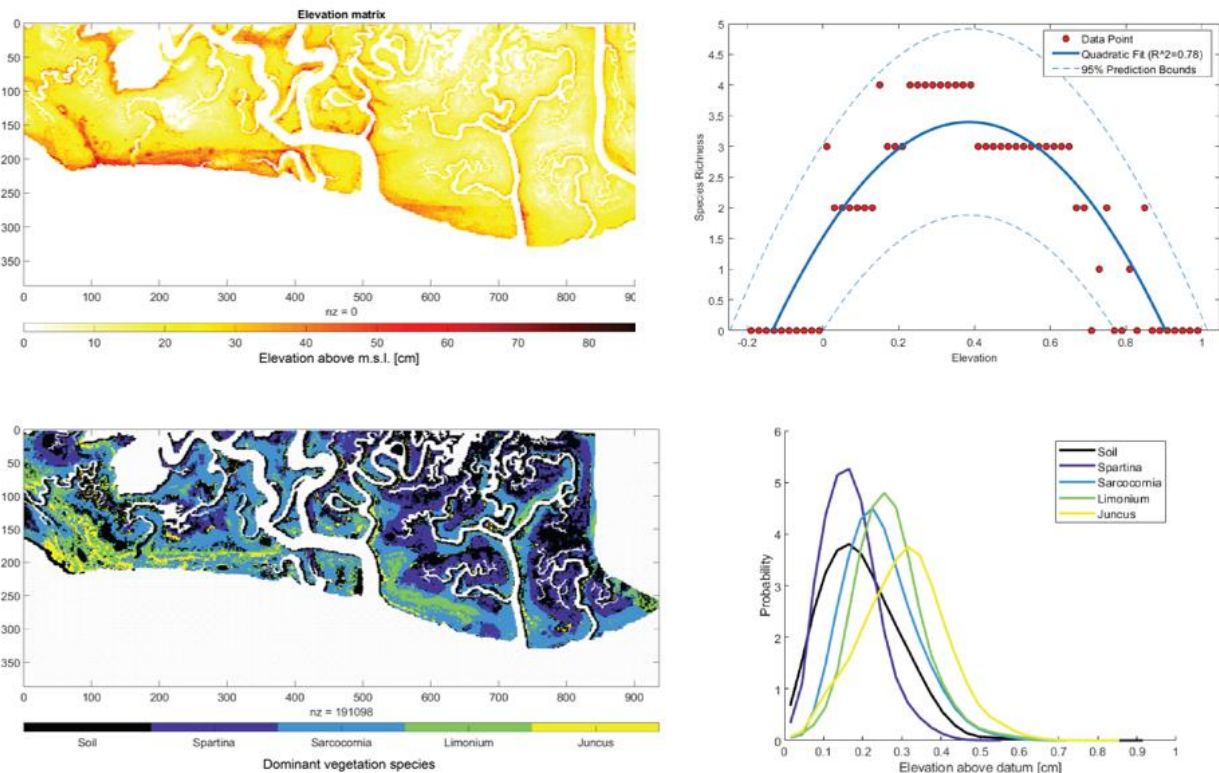 Elevation matrix
0
50
100
150
200
250
300
350
0 100 200 300 400 500 600 700 800 90
nz = 0
0 10 20 30 40 50 60 70 80
Elevation above m.s.l. [cm]
5
4.5
4
3.5
3
2.5
2
1.5
1
0.5
0
Species Richness
Data Point
Quadratic Fit (R^2=0.78)
95% Prediction Bounds
-0.2 0 0.2 0.4 0.6 0.8 1
Elevation
0
50
100
150
200
250
300
350
0 100 200 300 400 500 600 700 800 900
nz = 191098
Soil Spartina Sarcocornia Limonium Juncus
Dominant vegetation species
6
5
4
3
2
1
0
Probability
Soil
Spartina
Sarcocornia
Limonium
Juncus
0 0.1 0.2 0.3 0.4 0.5 0.6 0.7 0.8 0.9 1
Elevation above datum [cm]